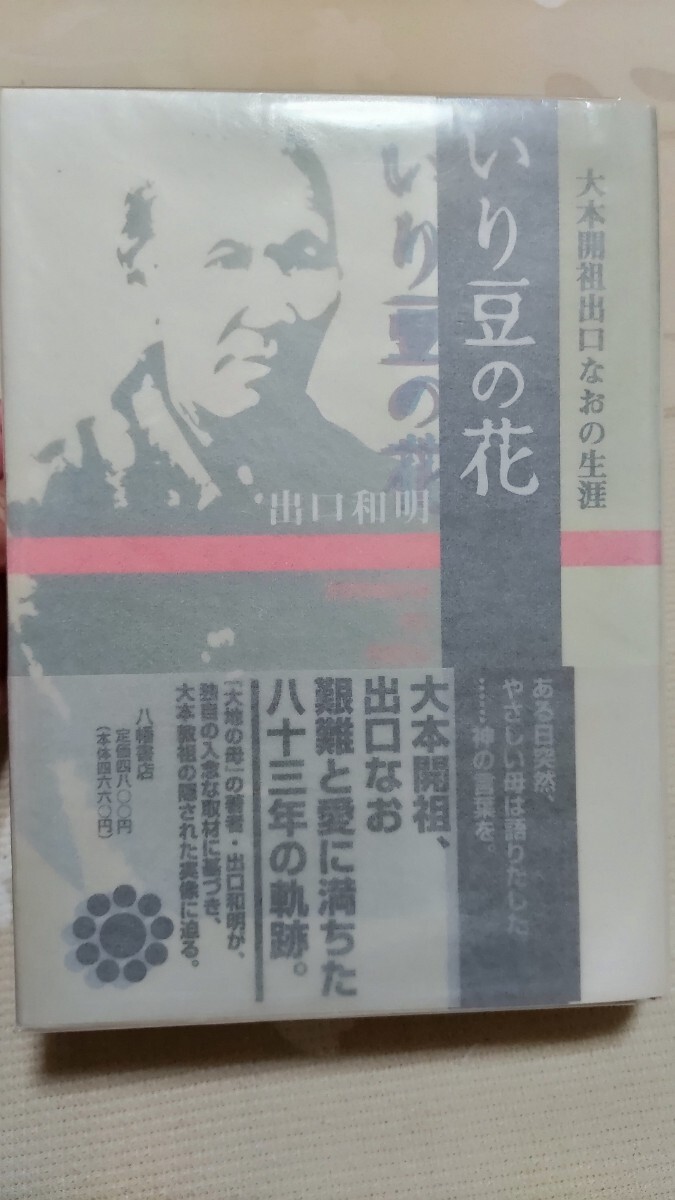 大本開祖出口なおの生涯
いり豆の花
いり豆の花
出口和明
ある日突然、
やさしい母は語りだした
……神の言葉を。
大本開祖、
出口なお
艱難と愛に満ちた
八十三年の軌跡。
「大地の母」の著者・出口和明が、
独自の入念な取材に基づき、
大本教祖の隠された実像に迫る。
八幡書店
定価四八〇〇円
(本体四六六〇円)